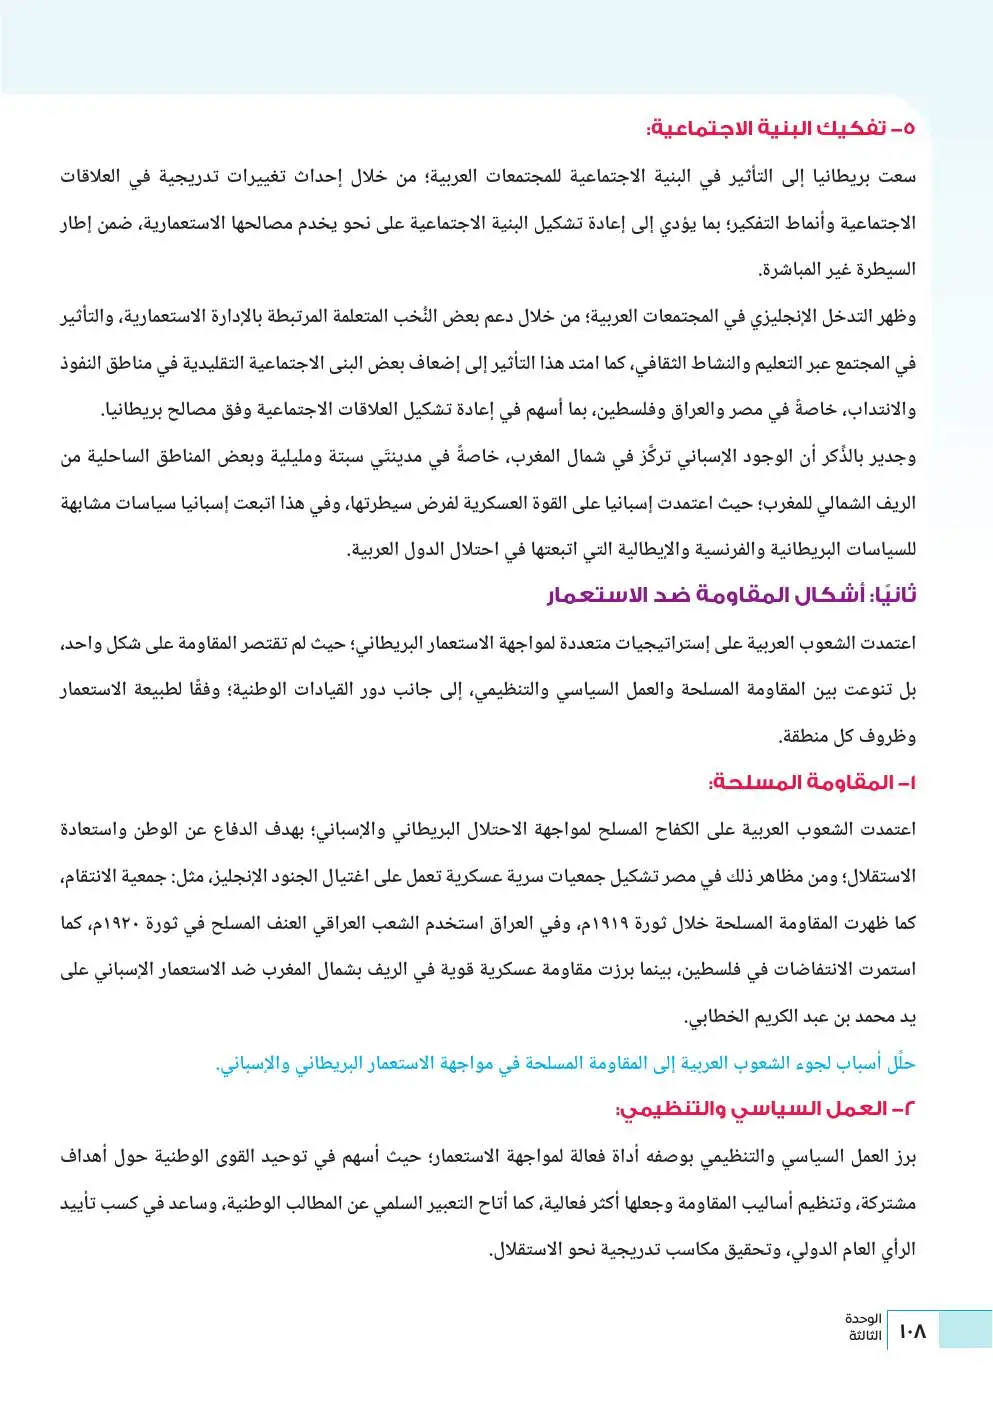 ٥- تفكيك البنية الاجتماعية:
سعت بريطانيا إلى التأثير في البنية الاجتماعية للمجتمعات العربية؛ من خلال إحداث تغييرات تدريجية في العلاقات
الاجتماعية وأنماط التفكير؛ بما يؤدي إلى إعادة تشكيل البنية الاجتماعية على نحو يخدم مصالحها الاستعمارية، ضمن إطار
السيطرة غير المباشرة.
وظهر التدخل الإنجليزي في المجتمعات العربية؛ من خلال دعم بعض النُّخب المتعلمة المرتبطة بالإدارة الاستعمارية، والتأثير
في المجتمع عبر التعليم والنشاط الثقافي، كما امتد هذا التأثير إلى إضعاف بعض البنى الاجتماعية التقليدية في مناطق النفوذ
والانتداب، خاصةً في مصر والعراق وفلسطين، بما أسهم في إعادة تشكيل العلاقات الاجتماعية وفق مصالح بريطانيا.
وجدير بالذِّكر أن الوجود الإسباني تركَّز في شمال المغرب، خاصةً في مدينتَي سبتة ومليلية وبعض المناطق الساحلية من
الريف الشمالي للمغرب؛ حيث اعتمدت إسبانيا على القوة العسكرية لفرض سيطرتها، وفي هذا اتبعت إسبانيا سياسات مشابهة
للسياسات البريطانية والفرنسية والإيطالية التي اتبعتها في احتلال الدول العربية.
ثانيًا: أشكال المقاومة ضد الاستعمار
اعتمدت الشعوب العربية على إستراتيجيات متعددة لمواجهة الاستعمار البريطاني؛ حيث لم تقتصر المقاومة على شكل واحد،
بل تنوعت بين المقاومة المسلحة والعمل السياسي والتنظيمي، إلى جانب دور القيادات الوطنية؛ وفقًا لطبيعة الاستعمار
وظروف كل منطقة.
١- المقاومة المسلحة:
اعتمدت الشعوب العربية على الكفاح المسلح لمواجهة الاحتلال البريطاني والإسباني؛ بهدف الدفاع عن الوطن واستعادة
الاستقلال؛ ومن مظاهر ذلك في مصر تشكيل جمعيات سرية عسكرية تعمل على اغتيال الجنود الإنجليز، مثل: جمعية الانتقام،
كما ظهرت المقاومة المسلحة خلال ثورة ١٩١٩م، وفي العراق استخدم الشعب العراقي العنف المسلح في ثورة ١٩٢٠م، كما
استمرت الانتفاضات في فلسطين، بينما برزت مقاومة عسكرية قوية في الريف بشمال المغرب ضد الاستعمار الإسباني على
يد محمد بن عبد الكريم الخطابي.
حلِّل أسباب لجوء الشعوب العربية إلى المقاومة المسلحة في مواجهة الاستعمار البريطاني والإسباني.
٢- العمل السياسي والتنظيمي:
برز العمل السياسي والتنظيمي بوصفه أداة فعالة لمواجهة الاستعمار؛ حيث أسهم في توحيد القوى الوطنية حول أهداف
مشتركة، وتنظيم أساليب المقاومة وجعلها أكثر فعالية، كما أتاح التعبير السلمي عن المطالب الوطنية، وساعد في كسب تأييد
الرأي العام الدولي، وتحقيق مكاسب تدريجية نحو الاستقلال.
١٠٨
الوحدة
الثالثة